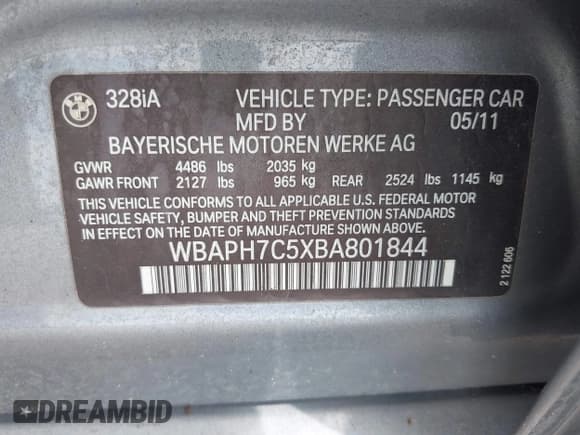 BMW
328iA VEHICLE TYPE: PASSENGER CAR
MFD BY 05/11
BAYERISCHE MOTOREN WERKE AG
GVWR 4486 lbs 2035 kg
GAWR FRONT 2127 lbs 965 kg REAR 2524 lbs 1145 kg
THIS VEHICLE CONFORMS TO ALL APPLICABLE U.S. FEDERAL MOTOR
VEHICLE SAFETY, BUMPER AND THEFT PREVENTION STANDARDS
IN EFFECT ON THE DATE OF MANUFACTURE SHOWN ABOVE.
WBAPH7C5XBA801844
2 122 606
DREAMBID